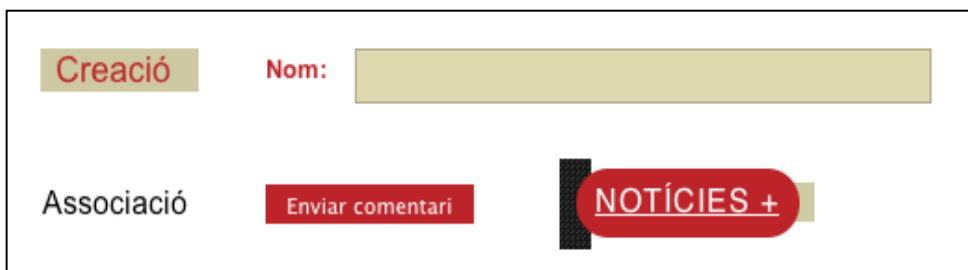 Creació
Nom:
Associació
Enviar comentari
NOTÍCIES +